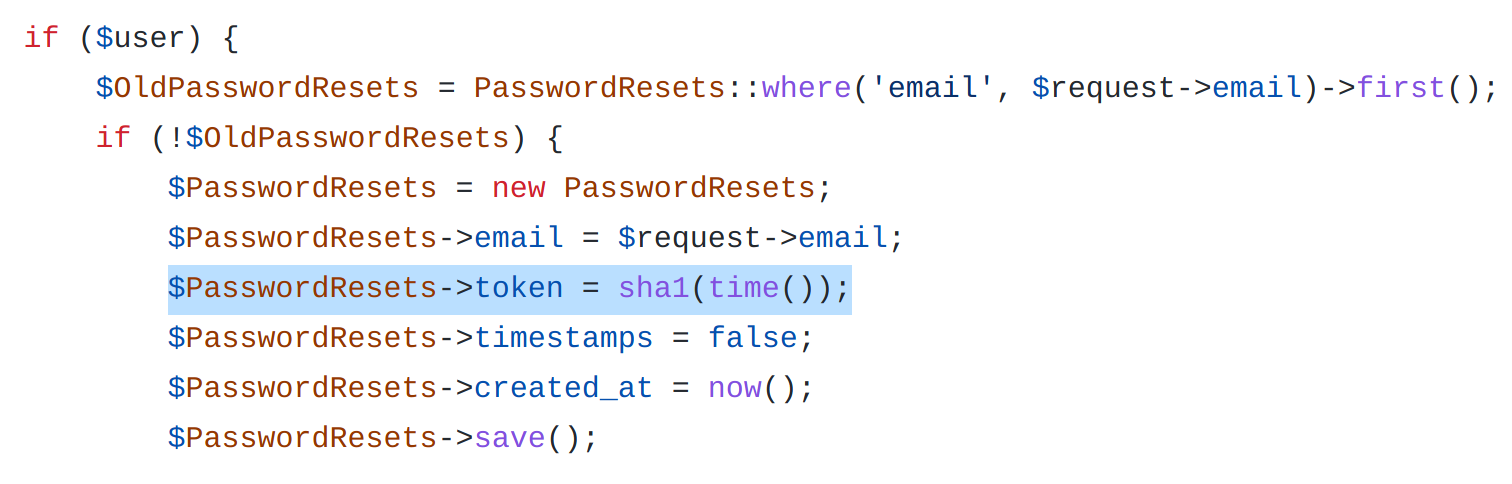 if ($user) {
$OldPasswordResets = PasswordResets::where('email', $request->email)->first();
if (!$OldPasswordResets) {
$PasswordResets = new PasswordResets;
$PasswordResets->email = $request->email;
$PasswordResets->token = sha1(time());
$PasswordResets->timestamps = false;
$PasswordResets->created_at = now();
$PasswordResets->save();